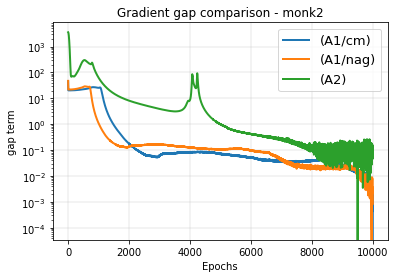 Gradient gap comparison - monk2
(A1/cm)
(A1/nag)
(A2)
gap term
10³
10²
10¹
10⁰
10⁻¹
10⁻²
10⁻³
10⁻⁴
0 2000 4000 6000 8000 10000
Epochs